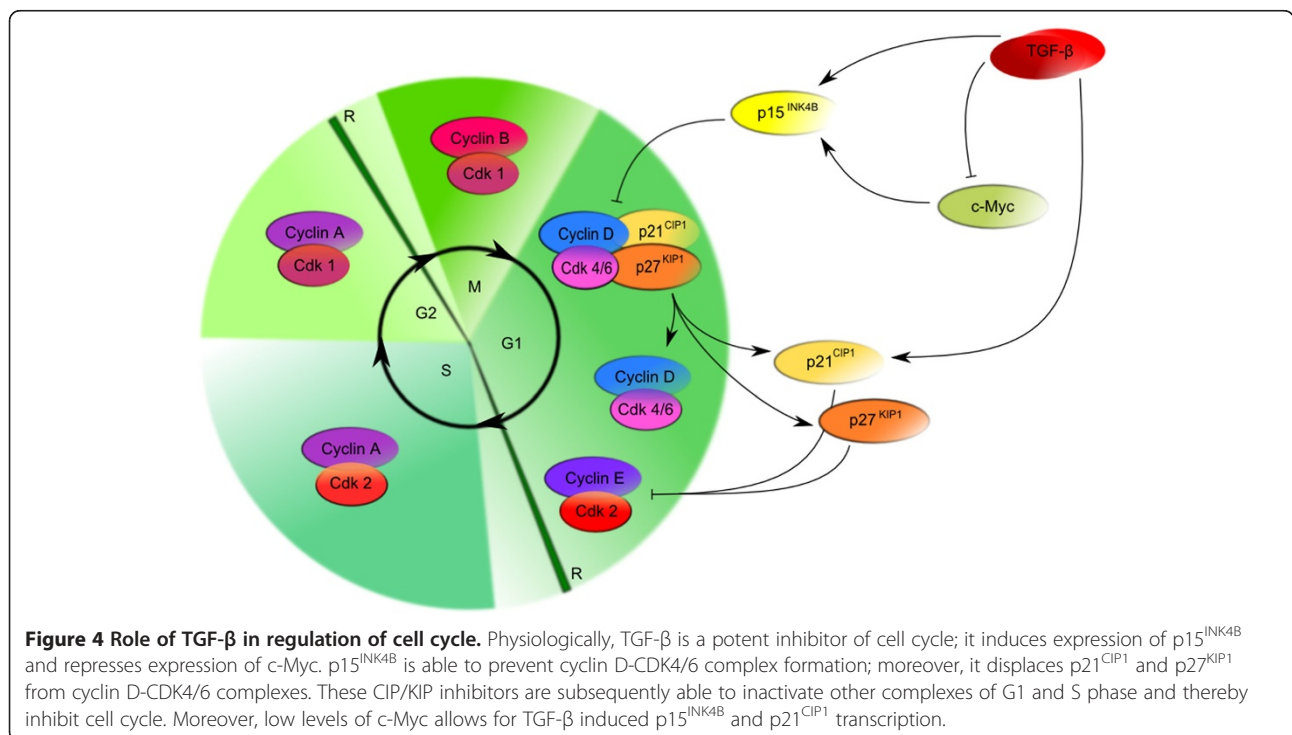 TGF-β
p15INK4B
c-Myc
R
Cyclin B
Cdk 1
Cyclin A
Cdk 1
Cyclin D
p21CIP1
Cdk 4/6
p27KIP1
M
G2
G1
S
p21CIP1
Cyclin D
Cdk 4/6
p27KIP1
Cyclin A
Cdk 2
Cyclin E
Cdk 2
R
Figure 4 Role of TGF-β in regulation of cell cycle. Physiologically, TGF-β is a potent inhibitor of cell cycle; it induces expression of p15INK4B
and represses expression of c-Myc. p15INK4B is able to prevent cyclin D-CDK4/6 complex formation; moreover, it displaces p21CIP1 and p27KIP1
from cyclin D-CDK4/6 complexes. These CIP/KIP inhibitors are subsequently able to inactivate other complexes of G1 and S phase and thereby
inhibit cell cycle. Moreover, low levels of c-Myc allows for TGF-β induced p15INK4B and p21CIP1 transcription.